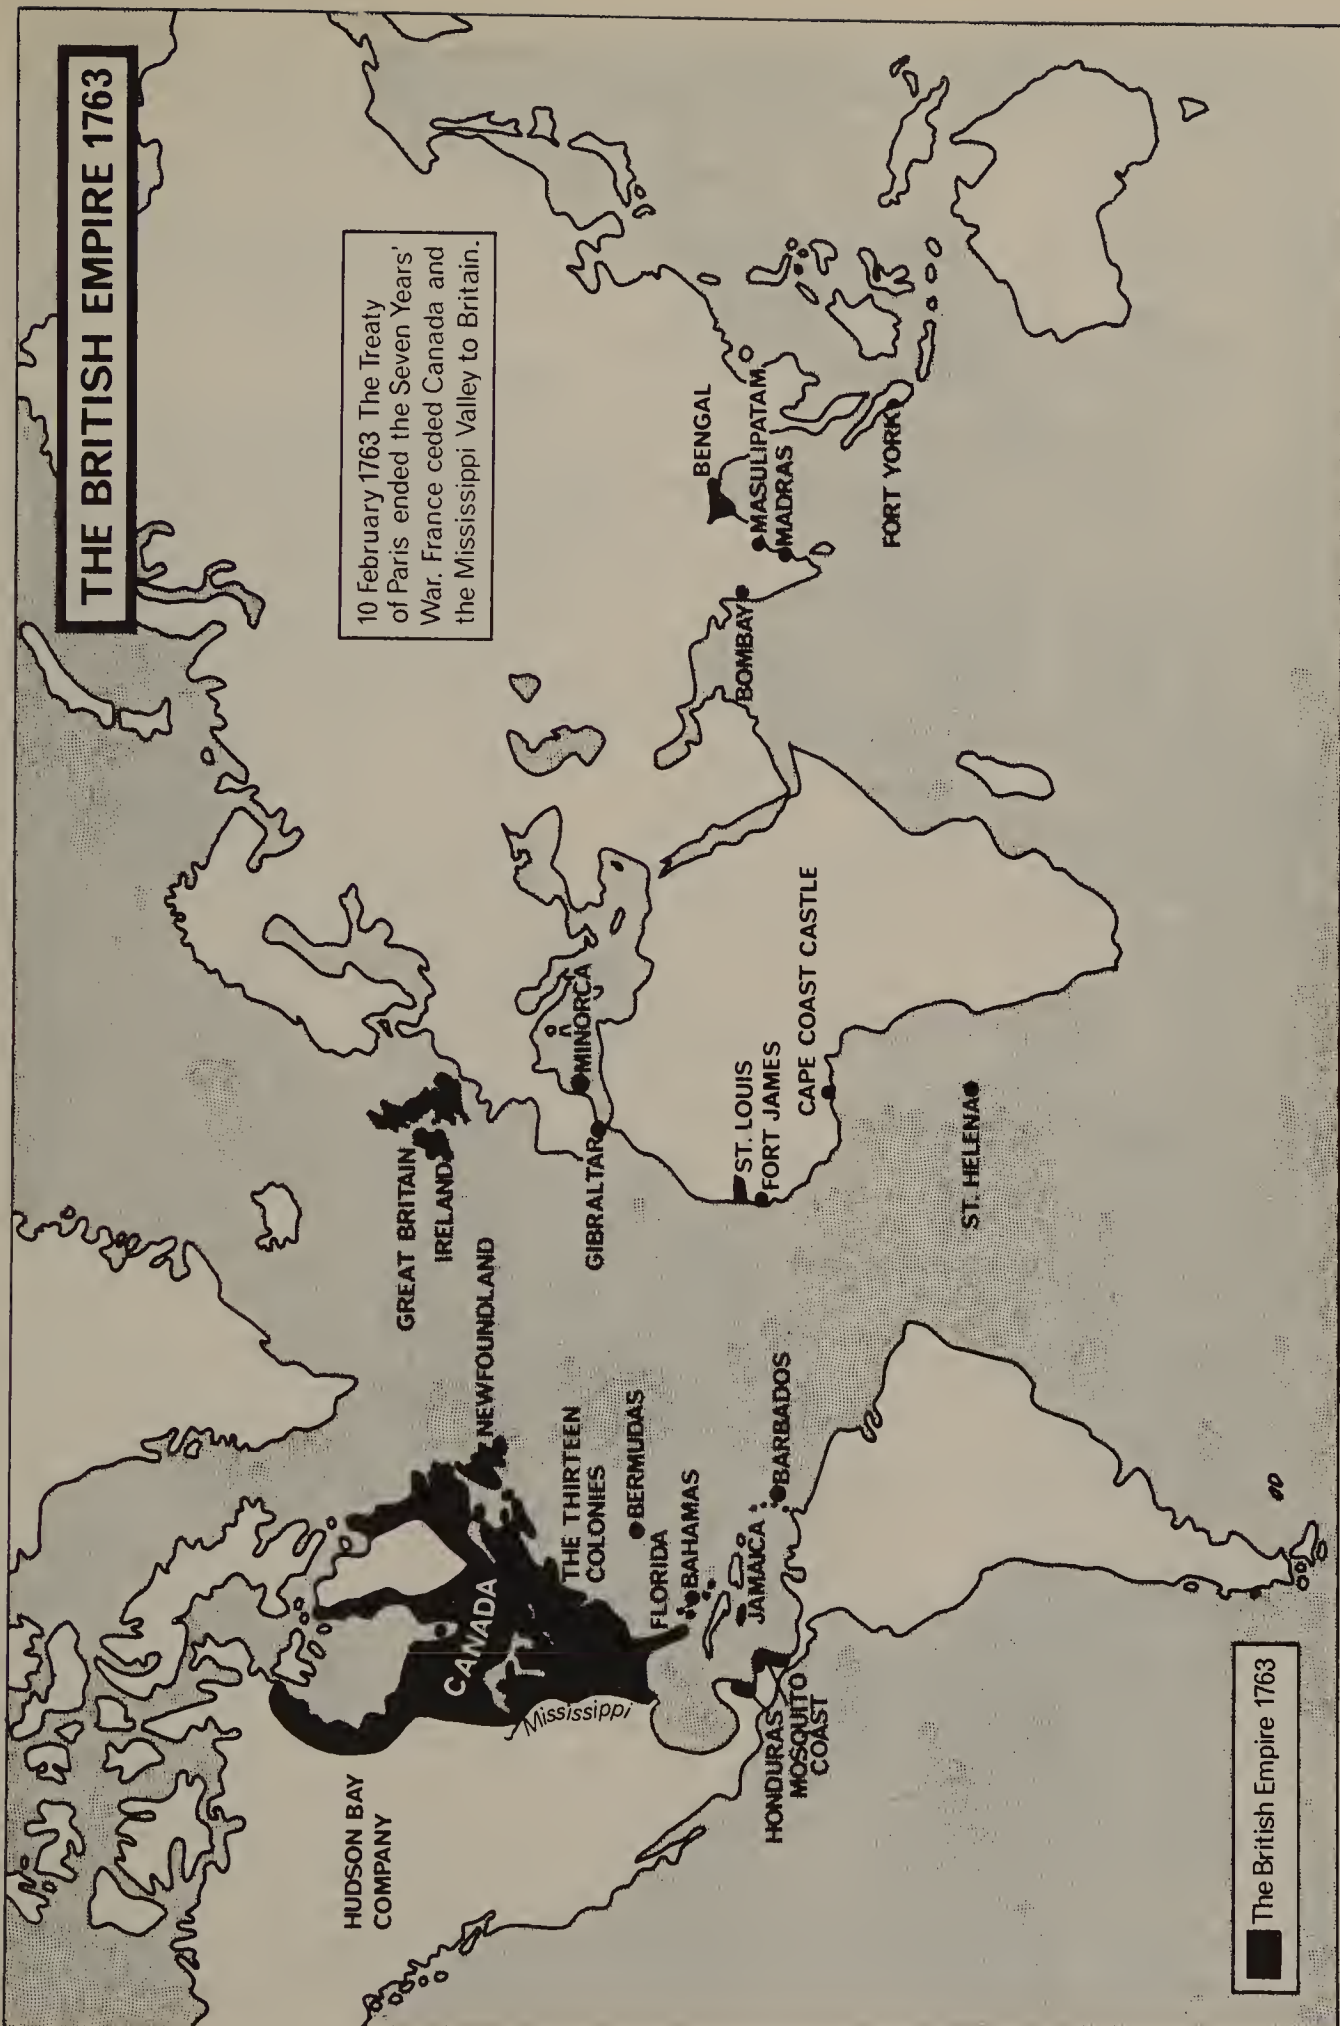 THE BRITISH EMPIRE 1763
10 February 1763 The Treaty
of Paris ended the Seven Years'
War. France ceded Canada and
the Mississippi Valley to Britain.
HUDSON BAY
COMPANY
CANADA
Mississippi
NEWFOUNDLAND
THE THIRTEEN
COLONIES
BERMUDAS
FLORIDA
BAHAMAS
JAMAICA
BARBADOS
HONDURAS
MOSQUITO
COAST
GREAT BRITAIN
IRELAND
GIBRALTAR
MINORCA
ST. LOUIS
FORT JAMES
CAPE COAST CASTLE
ST. HELENA
BOMBAY
BENGAL
MASULIPATAM
MADRAS
FORT YORK
The British Empire 1763